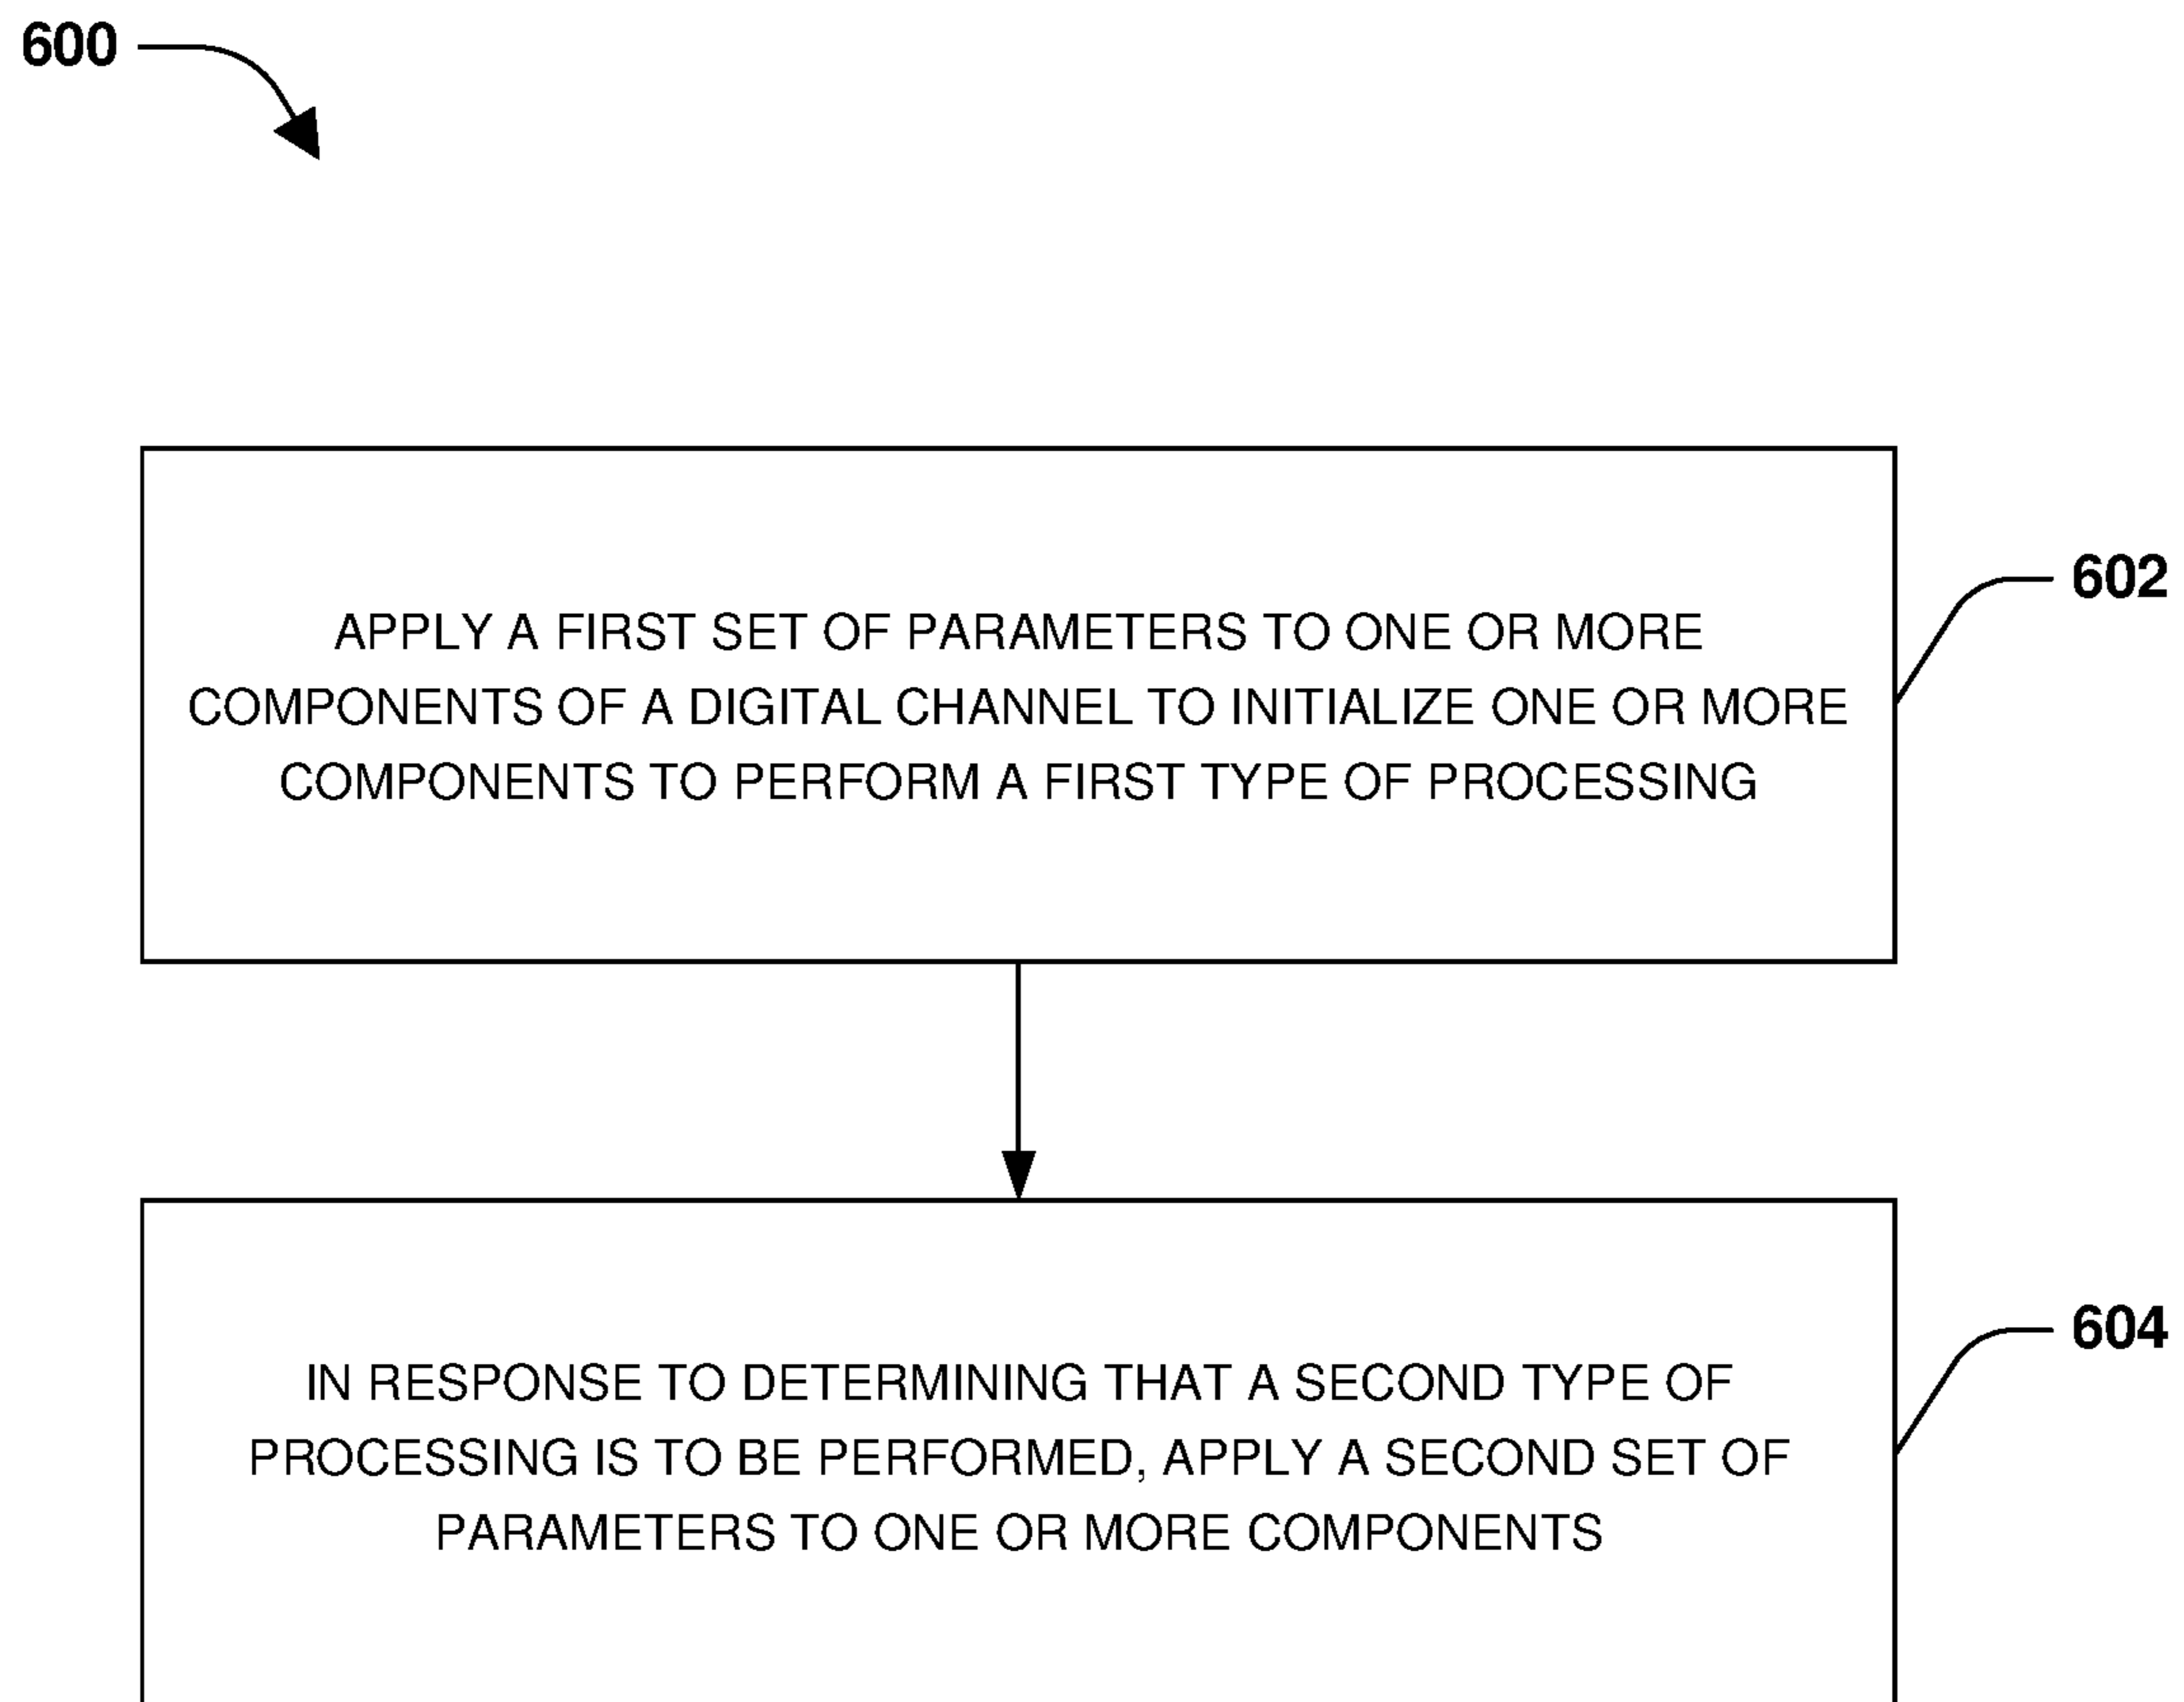 600
APPLY A FIRST SET OF PARAMETERS TO ONE OR MORE
COMPONENTS OF A DIGITAL CHANNEL TO INITIALIZE ONE OR MORE
COMPONENTS TO PERFORM A FIRST TYPE OF PROCESSING
602
IN RESPONSE TO DETERMINING THAT A SECOND TYPE OF
PROCESSING IS TO BE PERFORMED, APPLY A SECOND SET OF
PARAMETERS TO ONE OR MORE COMPONENTS
604